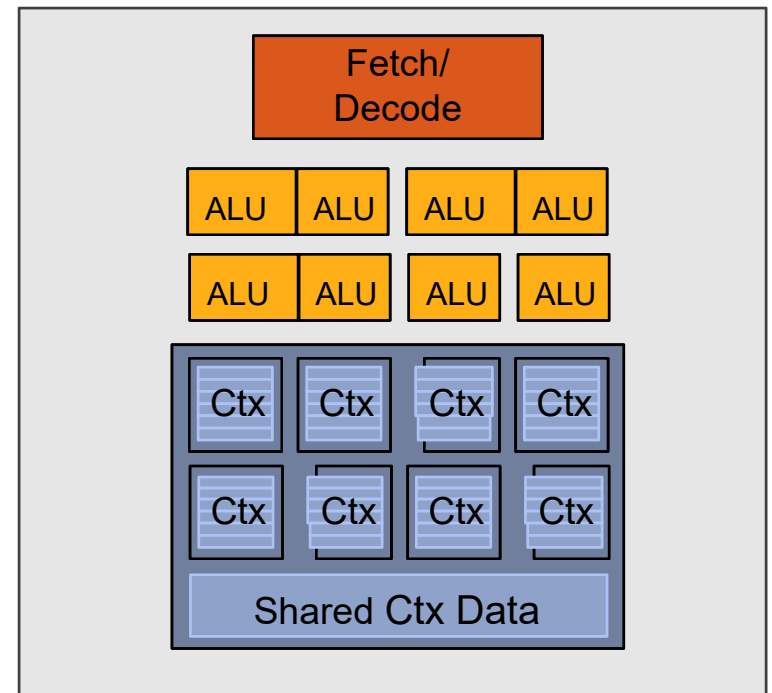 Fetch/
Decode
ALU ALU ALU ALU
ALU ALU ALU ALU
Ctx Ctx Ctx Ctx
Ctx Ctx Ctx Ctx
Shared Ctx Data